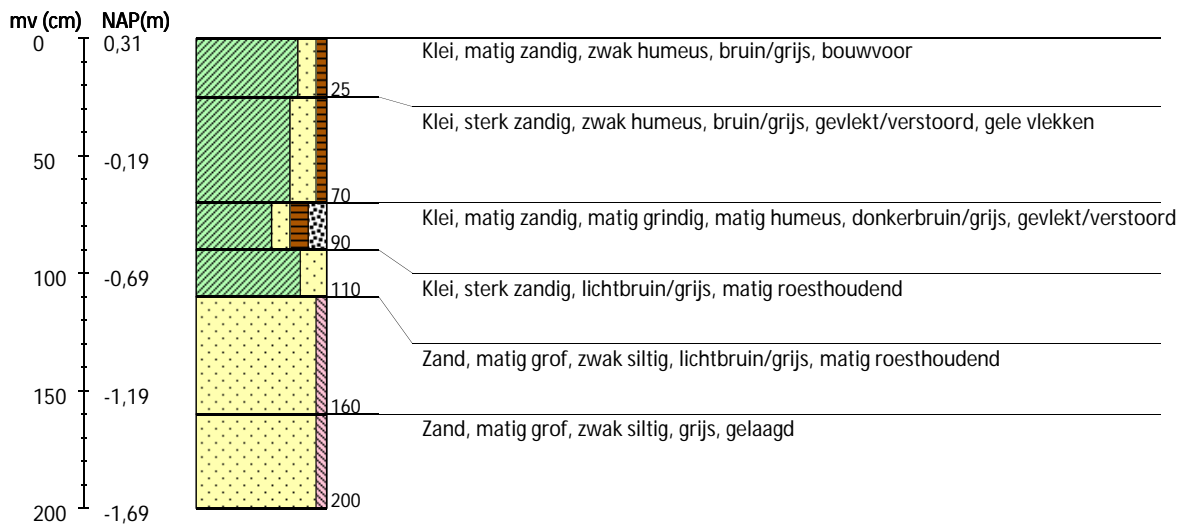 mv (cm) NAP(m)
0 0,31
Klei, matig zandig, zwak humeus, bruin/grijs, bouwvoor
25
Klei, sterk zandig, zwak humeus, bruin/grijs, gevlekt/verstoord, gele vlekken
50 -0,19
70
Klei, matig zandig, matig grindig, matig humeus, donkerbruin/grijs, gevlekt/verstoord
90
100 -0,69
Klei, sterk zandig, lichtbruin/grijs, matig roesthoudend
110
Zand, matig grof, zwak siltig, lichtbruin/grijs, matig roesthoudend
150 -1,19
160
Zand, matig grof, zwak siltig, grijs, gelaagd
200
200 -1,69